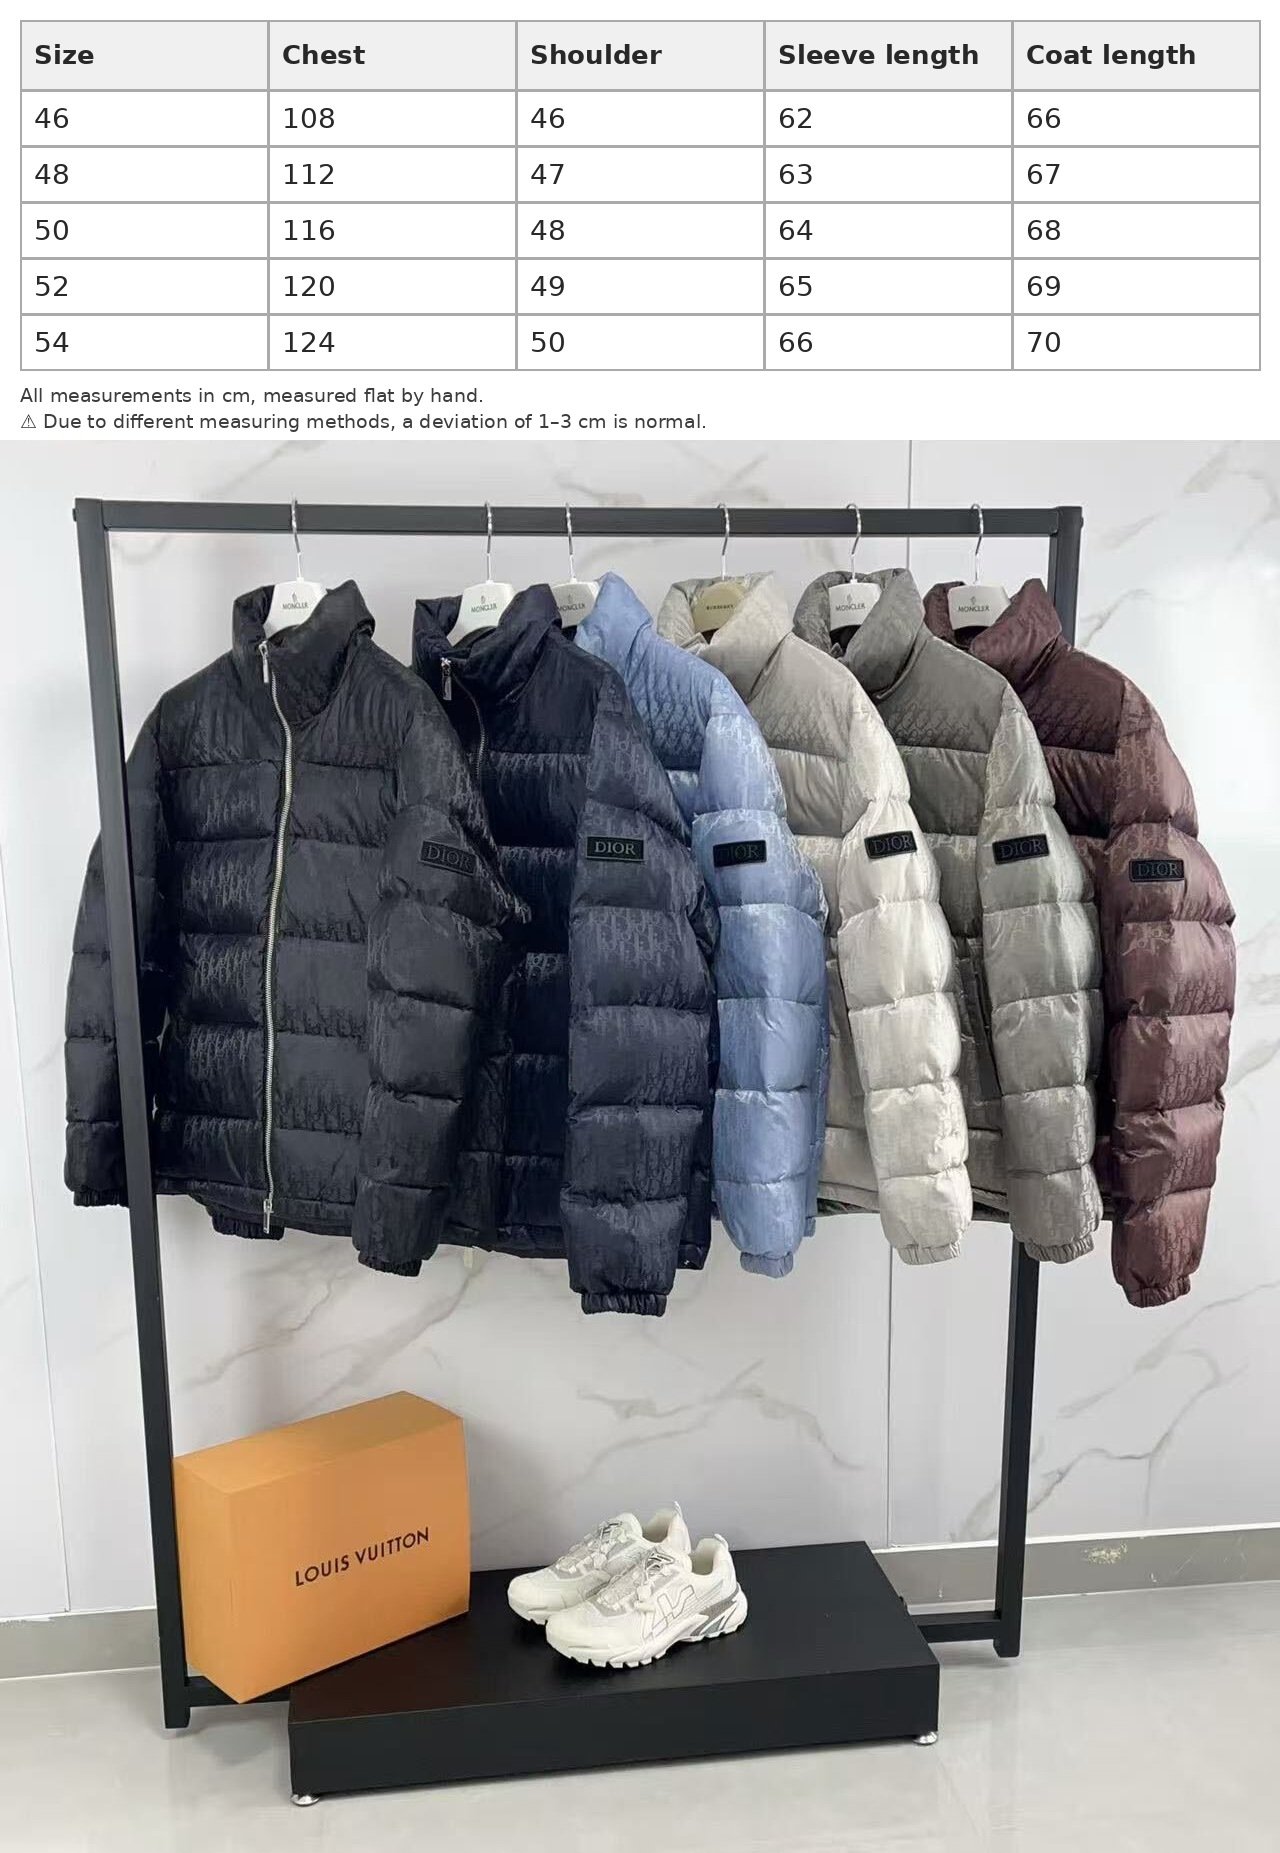 Size Chest Shoulder Sleeve length Coat length
46 108 46 62 66
48 112 47 63 67
50 116 48 64 68
52 120 49 65 69
54 124 50 66 70
All measurements in cm, measured flat by hand.
⚠ Due to different measuring methods, a deviation of 1–3 cm is normal.
MONCLER
MONCLER
MONCLER
BURBERRY
MONCLER
MONCLER
DIOR
DIOR
DIOR
DIOR
DIOR
DIOR
LOUIS VUITTON